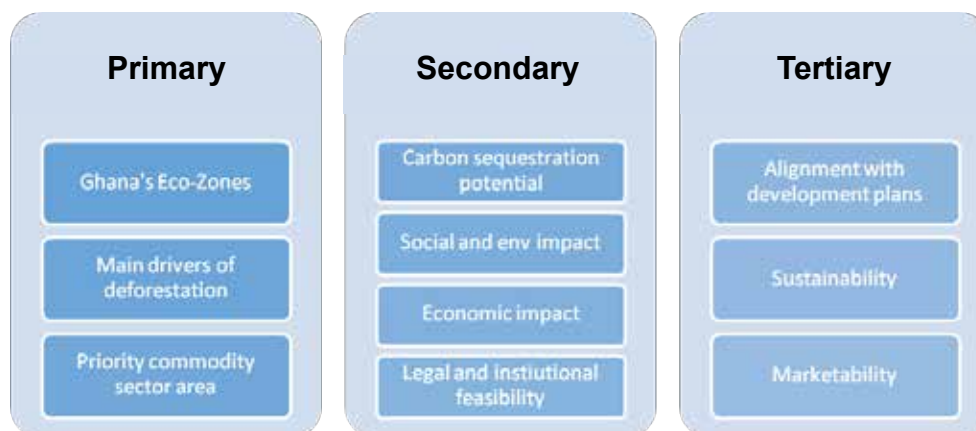 Primary
Ghana's Eco-Zones
Main drivers of
deforestation
Priority commodity
sector area
Secondary
Carbon sequestration
potential
Social and env impact
Economic impact
Legal and instiutional
feasibility
Tertiary
Alignment with
development plans
Sustainability
Marketability